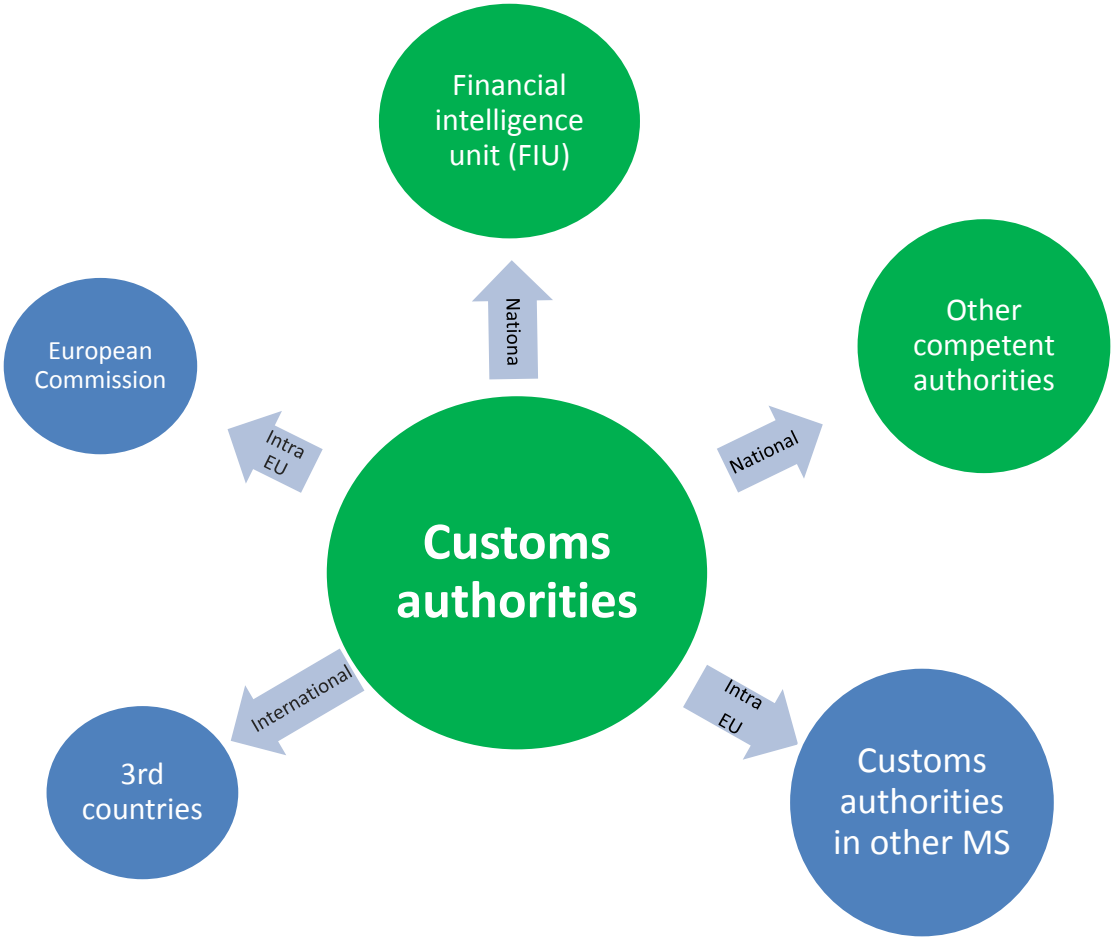 Financial
intelligence
unit (FIU)
Nationa
Other
competent
authorities
National
European
Commission
Intra
EU
Customs
authorities
International
3rd
countries
Intra
EU
Customs
authorities
in other MS